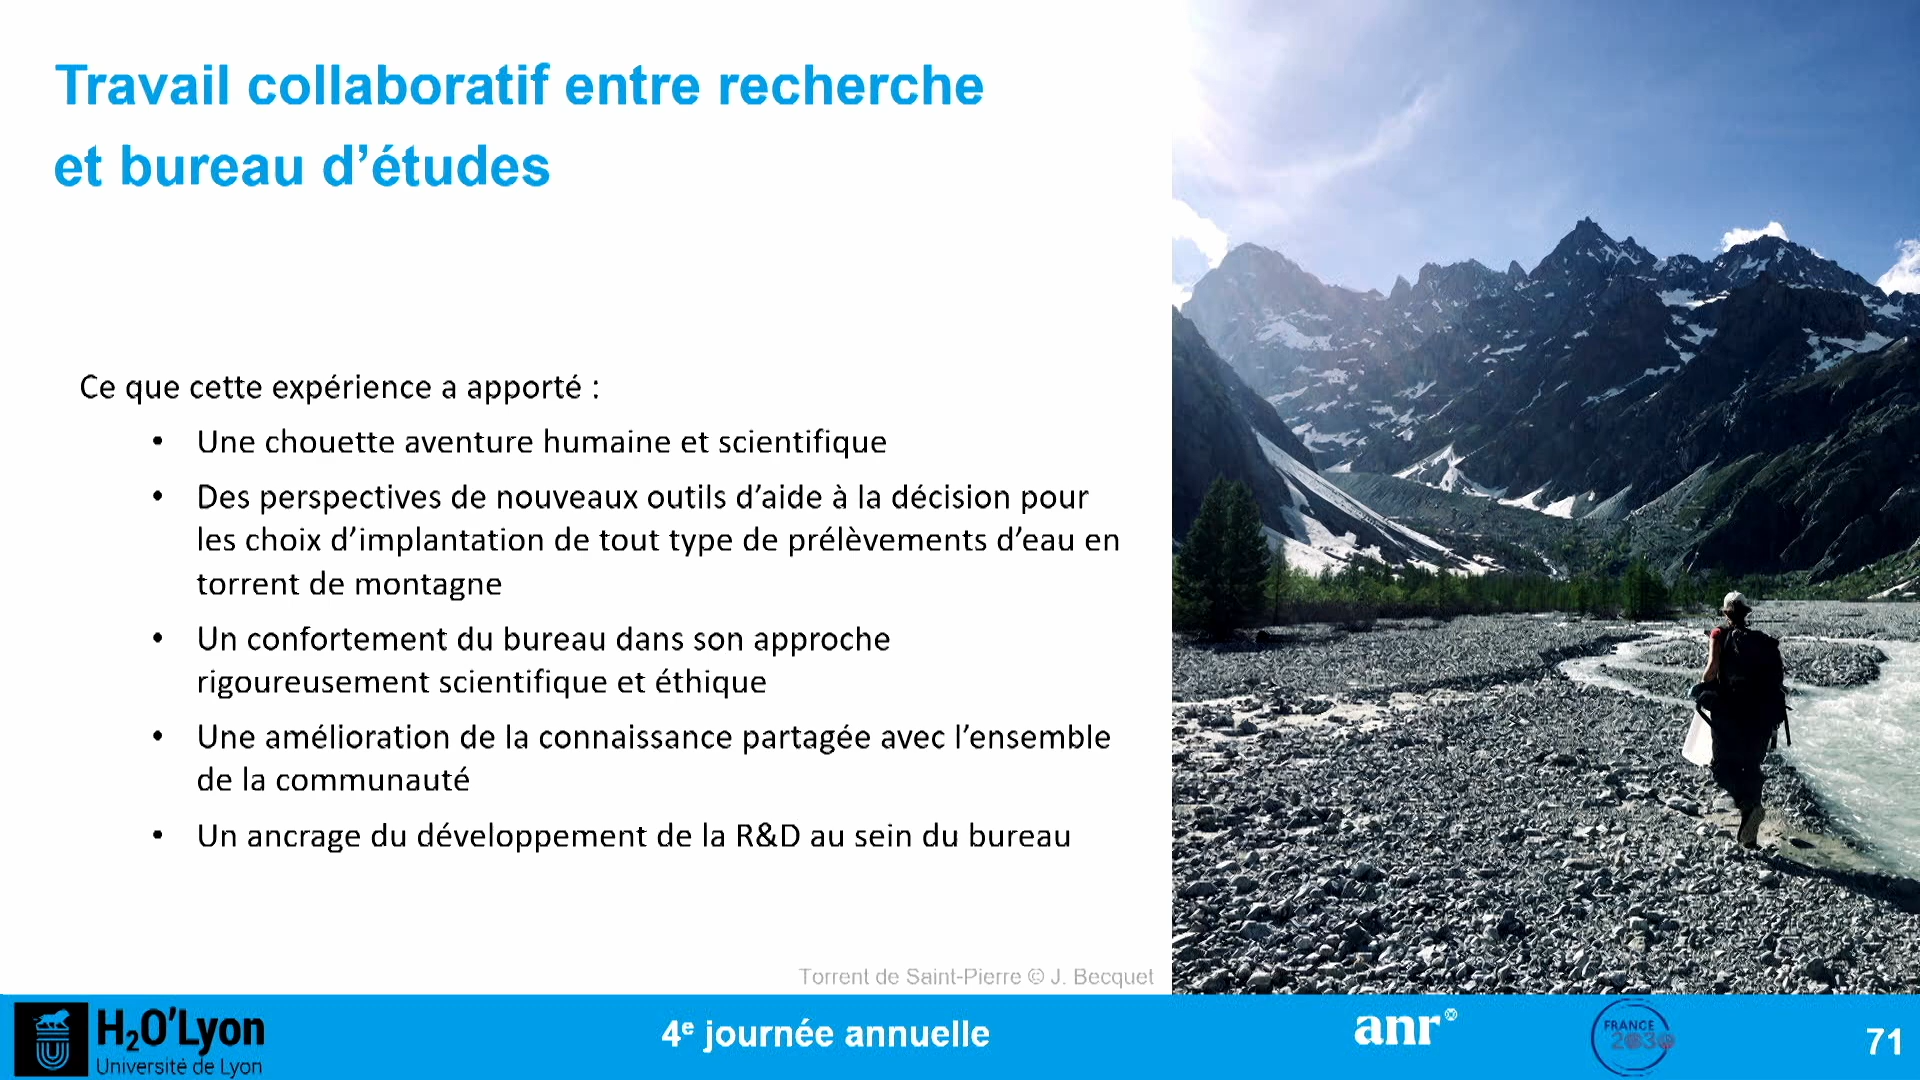 Travail collaboratif entre recherche
et bureau d’études
Ce que cette expérience a apporté :
• Une chouette aventure humaine et scientifique
• Des perspectives de nouveaux outils d’aide à la décision pour
les choix d’implantation de tout type de prélèvements d’eau en
torrent de montagne
• Un confortement du bureau dans son approche
rigoureusement scientifique et éthique
• Une amélioration de la connaissance partagée avec l’ensemble
de la communauté
• Un ancrage du développement de la R&D au sein du bureau
Torrent de Saint-Pierre © J. Becquet
H₂O’Lyon
Université de Lyon
4ᵉ journée annuelle
anr
FRANCE
2030
71